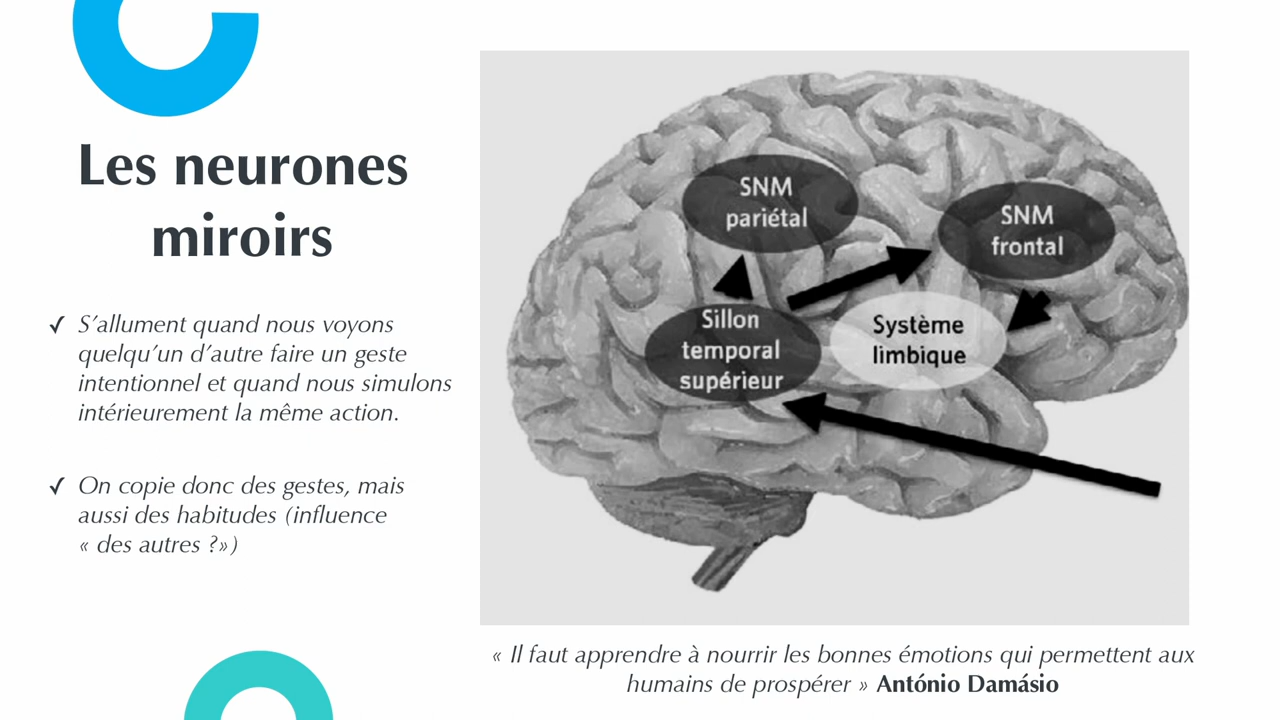 Les neurones
miroirs
✓ S’allument quand nous voyons
quelqu’un d’autre faire un geste
intentionnel et quand nous simulons
intérieurement la même action.
✓ On copie donc des gestes, mais
aussi des habitudes (influence
« des autres ?»)
SNM
pariétal
SNM
frontal
Sillon
temporal
supérieur
Système
limbique
« Il faut apprendre à nourrir les bonnes émotions qui permettent aux
humains de prospérer » António Damásio